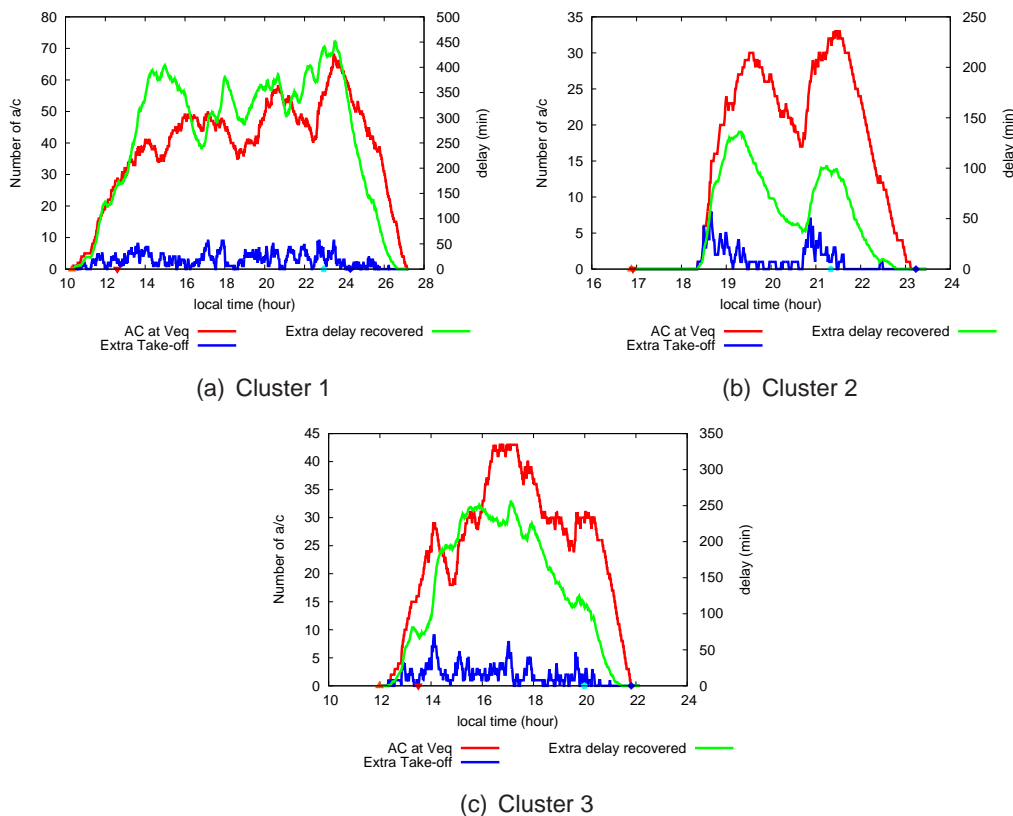 80
70
60
50
40
30
20
10
0
Number of a/c
500
450
400
350
300
250
200
150
100
50
0
delay (min)
10 12 14 16 18 20 22 24 26 28
local time (hour)
AC at Veq
Extra Take-off
Extra delay recovered
(a) Cluster 1
35
30
25
20
15
10
5
0
Number of a/c
250
200
150
100
50
0
delay (min)
16 17 18 19 20 21 22 23 24
local time (hour)
AC at Veq
Extra Take-off
Extra delay recovered
(b) Cluster 2
45
40
35
30
25
20
15
10
5
0
Number of a/c
350
300
250
200
150
100
50
0
delay (min)
10 12 14 16 18 20 22 24
local time (hour)
AC at Veq
Extra Take-off
Extra delay recovered
(c) Cluster 3